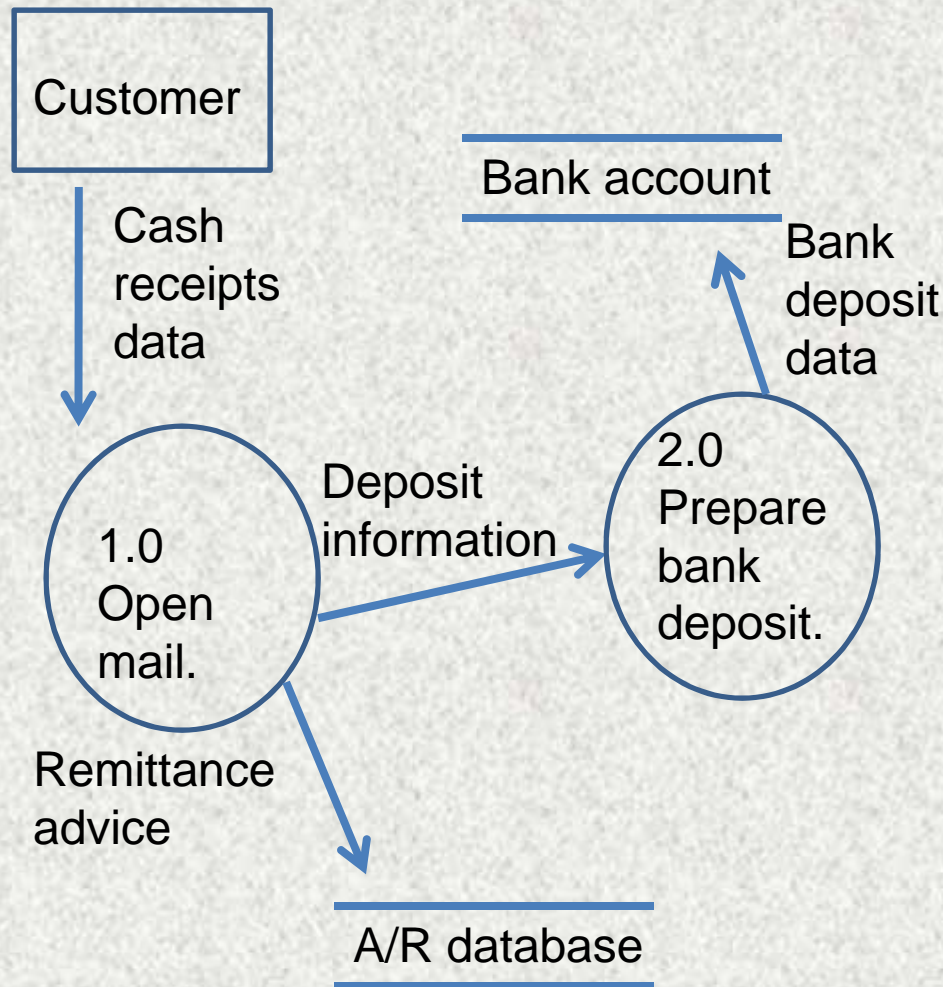 Customer
Bank account
Cash
receipts
data
Bank
deposit
data
1.0
Open
mail.
Deposit
information
2.0
Prepare
bank
deposit.
Remittance
advice
A/R database